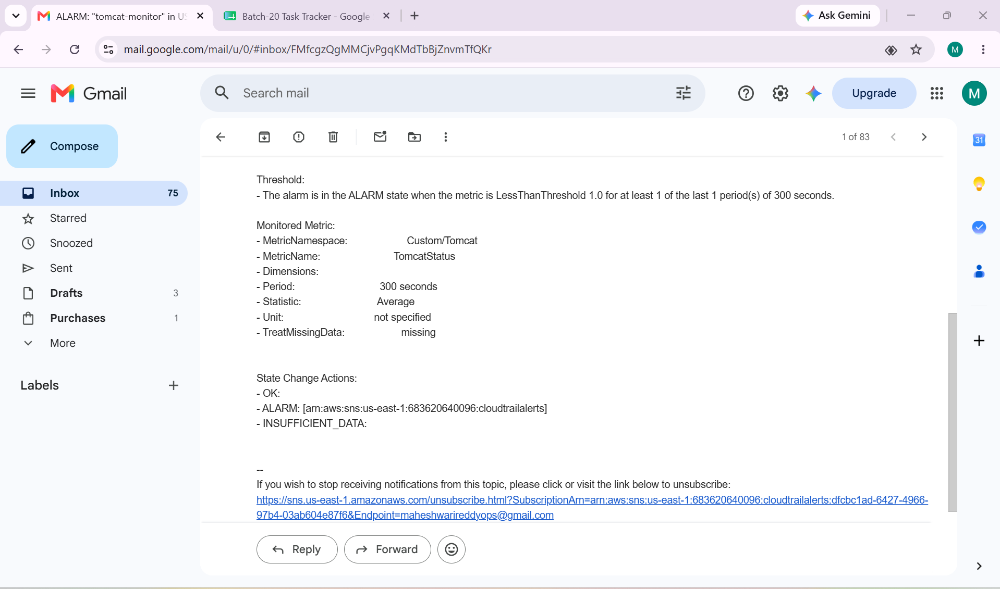 ALARM: "tomcat-monitor" in US
Batch-20 Task Tracker - Google
Ask Gemini
mail.google.com/mail/u/0/#inbox/FMfcgzQgMMCjvPgqKMdTbBjZnvmTfQKr
M
Gmail
Search mail
Upgrade
M
Compose
1 of 83
31
Inbox 75
Starred
Snoozed
Sent
Drafts 3
Purchases 1
More
Labels
Threshold:
- The alarm is in the ALARM state when the metric is LessThanThreshold 1.0 for at least 1 of the last 1 period(s) of 300 seconds.
Monitored Metric:
- MetricNamespace: Custom/Tomcat
- MetricName: TomcatStatus
- Dimensions:
- Period: 300 seconds
- Statistic: Average
- Unit: not specified
- TreatMissingData: missing
State Change Actions:
- OK:
- ALARM: [arn:aws:sns:us-east-1:683620640096:cloudtrailalerts]
- INSUFFICIENT_DATA:
--
If you wish to stop receiving notifications from this topic, please click or visit the link below to unsubscribe:
https://sns.us-east-1.amazonaws.com/unsubscribe.html?SubscriptionArn=arn:aws:sns:us-east-1:683620640096:cloudtrailalerts:dfcbc1ad-6427-4966-
97b4-03ab604e87f6&Endpoint=maheshwarireddyops@gmail.com
Reply
Forward